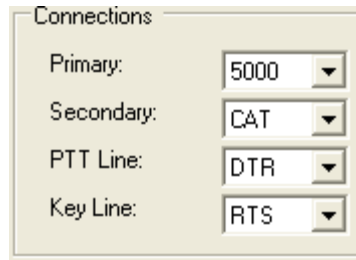 Connections
Primary: 5000
Secondary: CAT
PTT Line: DTR
Key Line: RTS